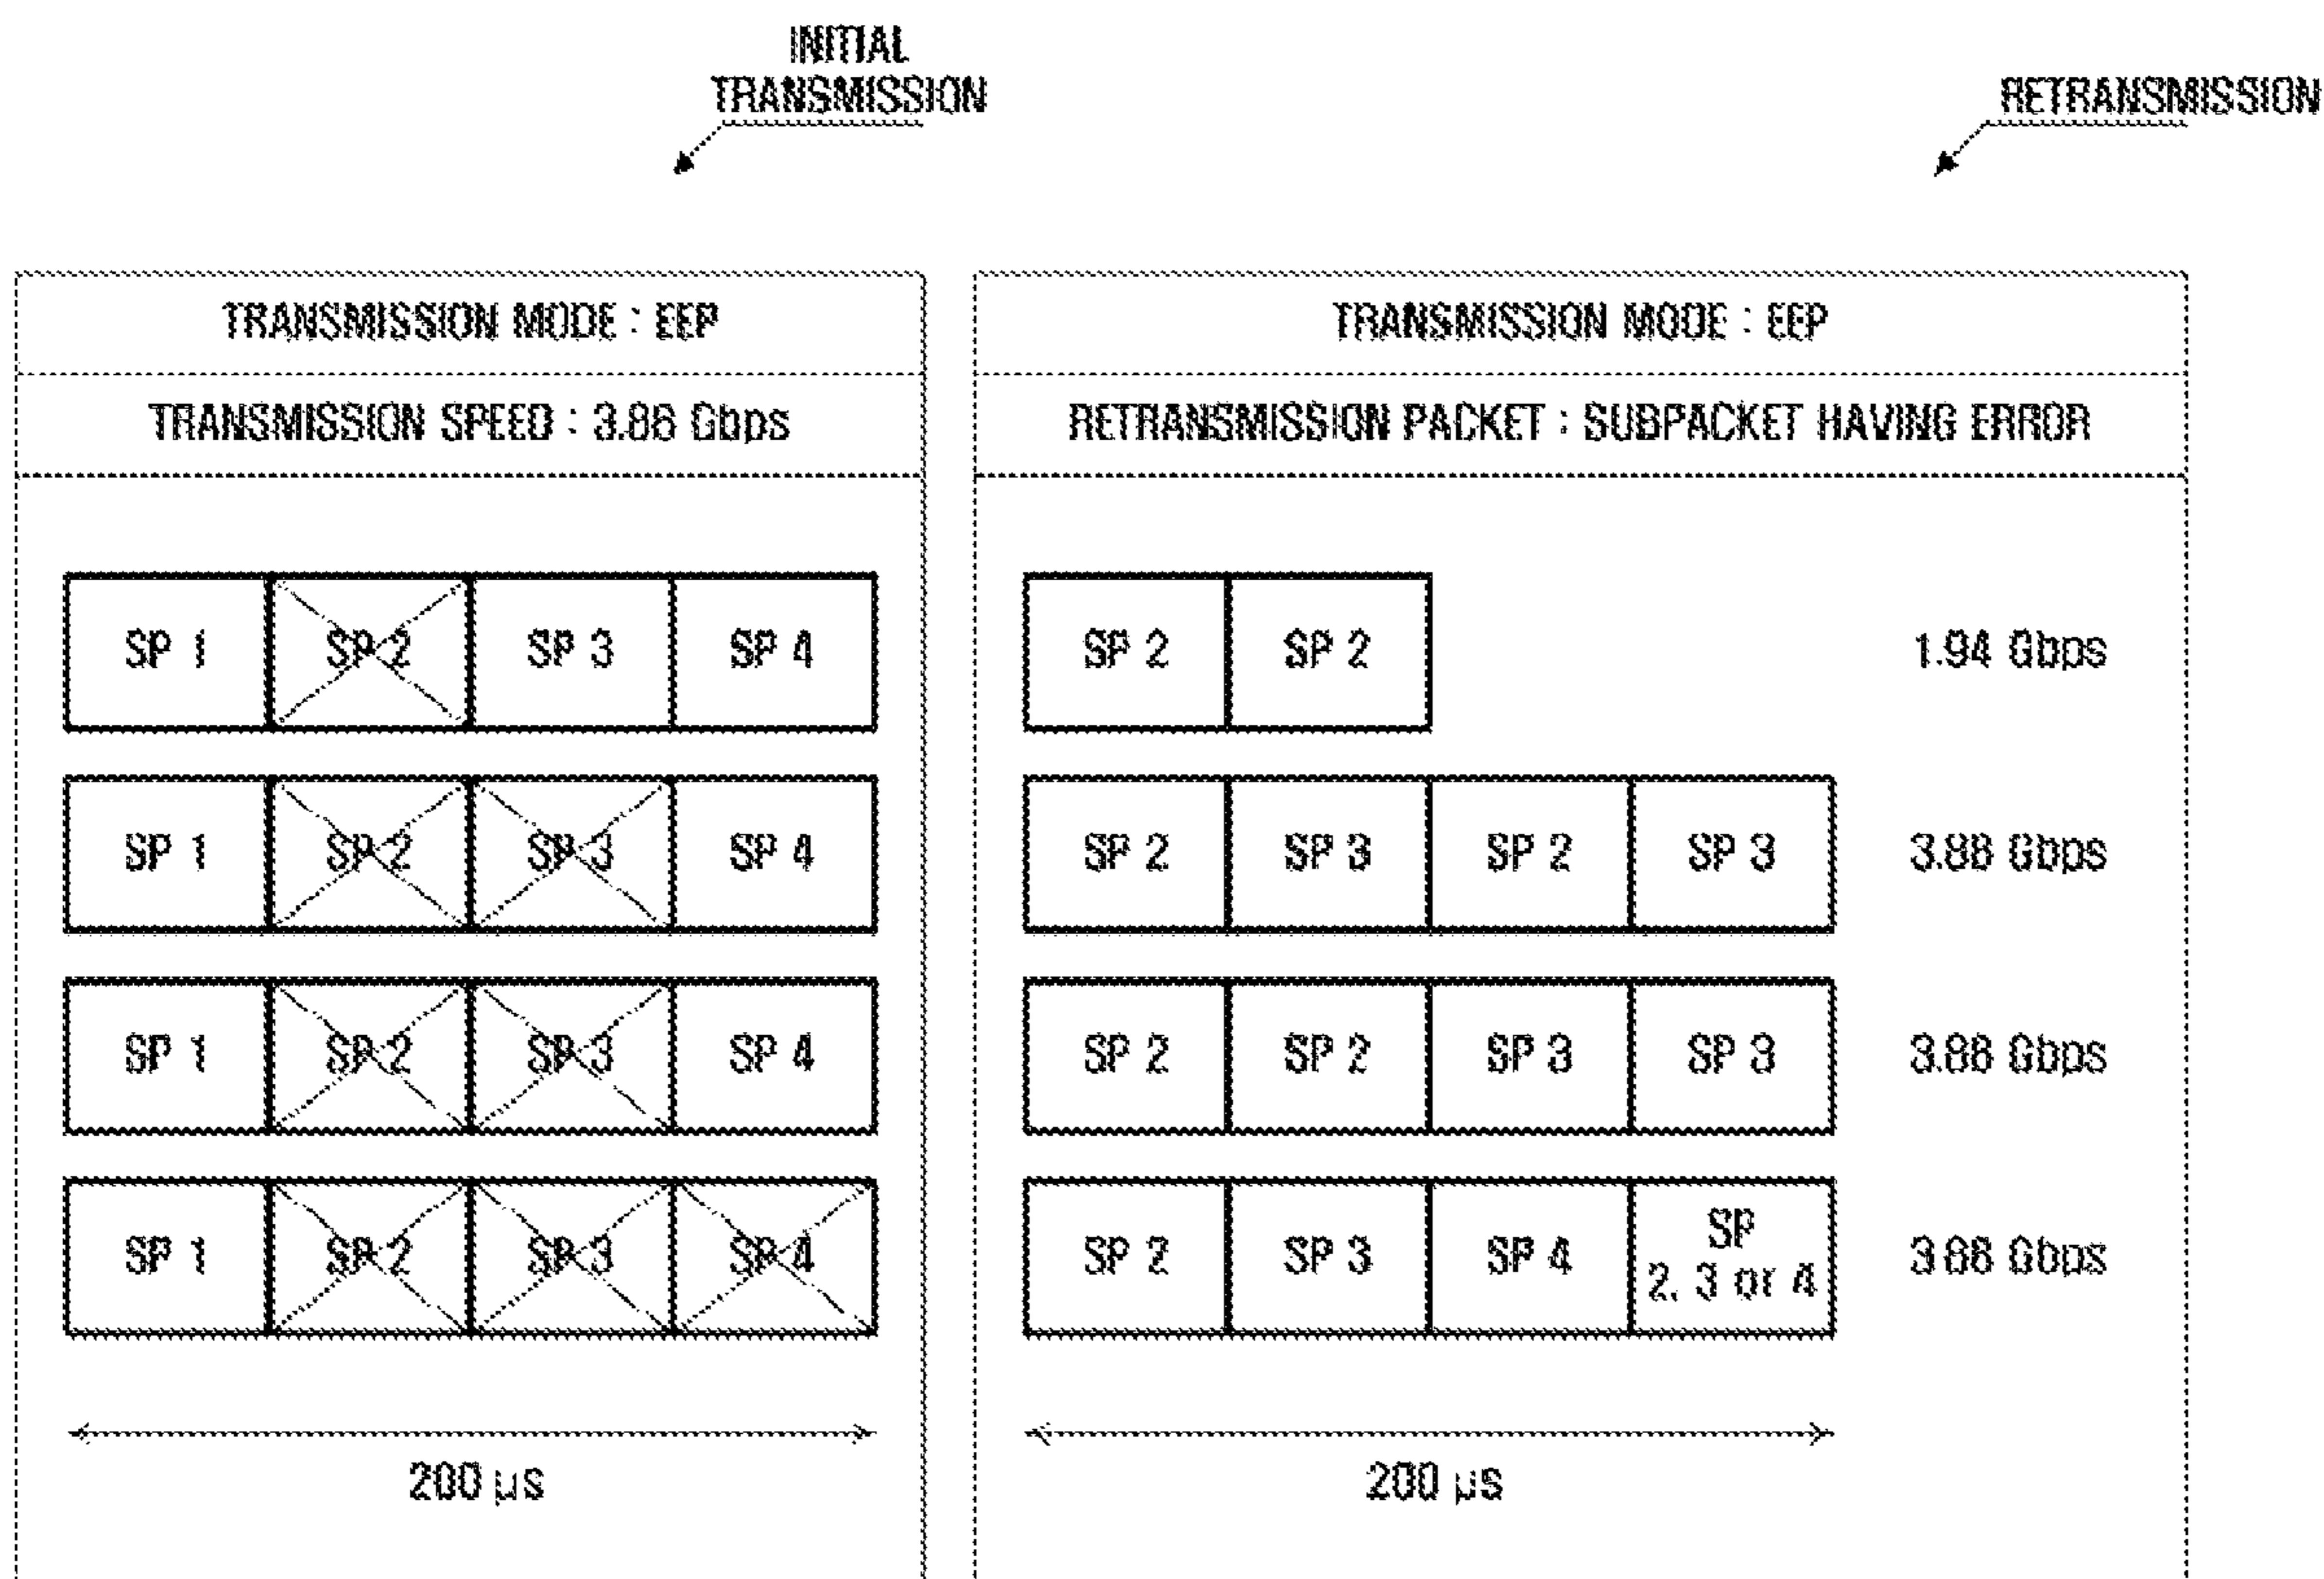 INITIAL
TRANSMISSION
RETRANSMISSION
TRANSMISSION MODE : EEP
TRANSMISSION SPEED : 3.86 Gbps
TRANSMISSION MODE : EEP
RETRANSMISSION PACKET : SUBPACKET HAVING ERROR
SP 1 SP 2 SP 3 SP 4 SP 2 SP 2 1.94 Gbps
SP 1 SP 2 SP 3 SP 4 SP 2 SP 3 SP 2 SP 3 3.88 Gbps
SP 1 SP 2 SP 3 SP 4 SP 2 SP 2 SP 3 SP 3 3.86 Gbps
SP 1 SP 2 SP 3 SP 4 SP 2 SP 3 SP 4 SP
2, 3 or 4 3.86 Gbps
200 µs
200 µs